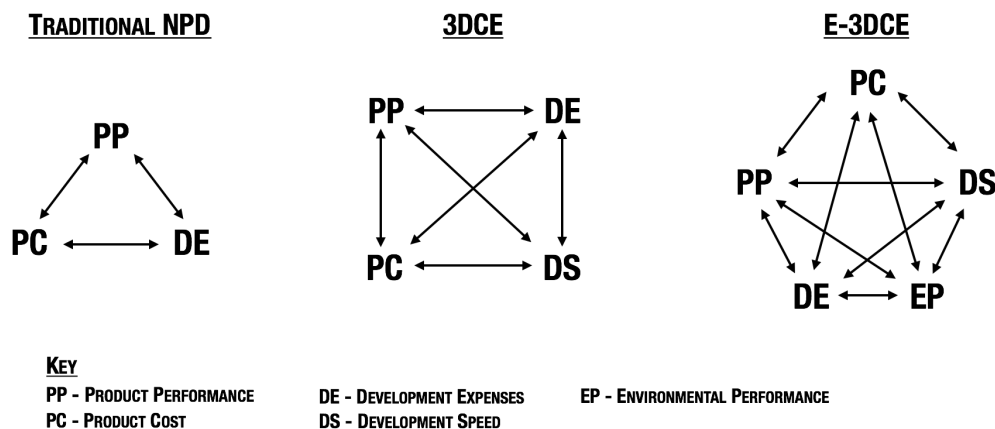 TRADITIONAL NPD
PP
PC
DE
3DCE
PP
DE
PC
DS
E-3DCE
PC
PP
DS
DE
EP
KEY
PP - PRODUCT PERFORMANCE
PC - PRODUCT COST
DE - DEVELOPMENT EXPENSES
DS - DEVELOPMENT SPEED
EP - ENVIRONMENTAL PERFORMANCE